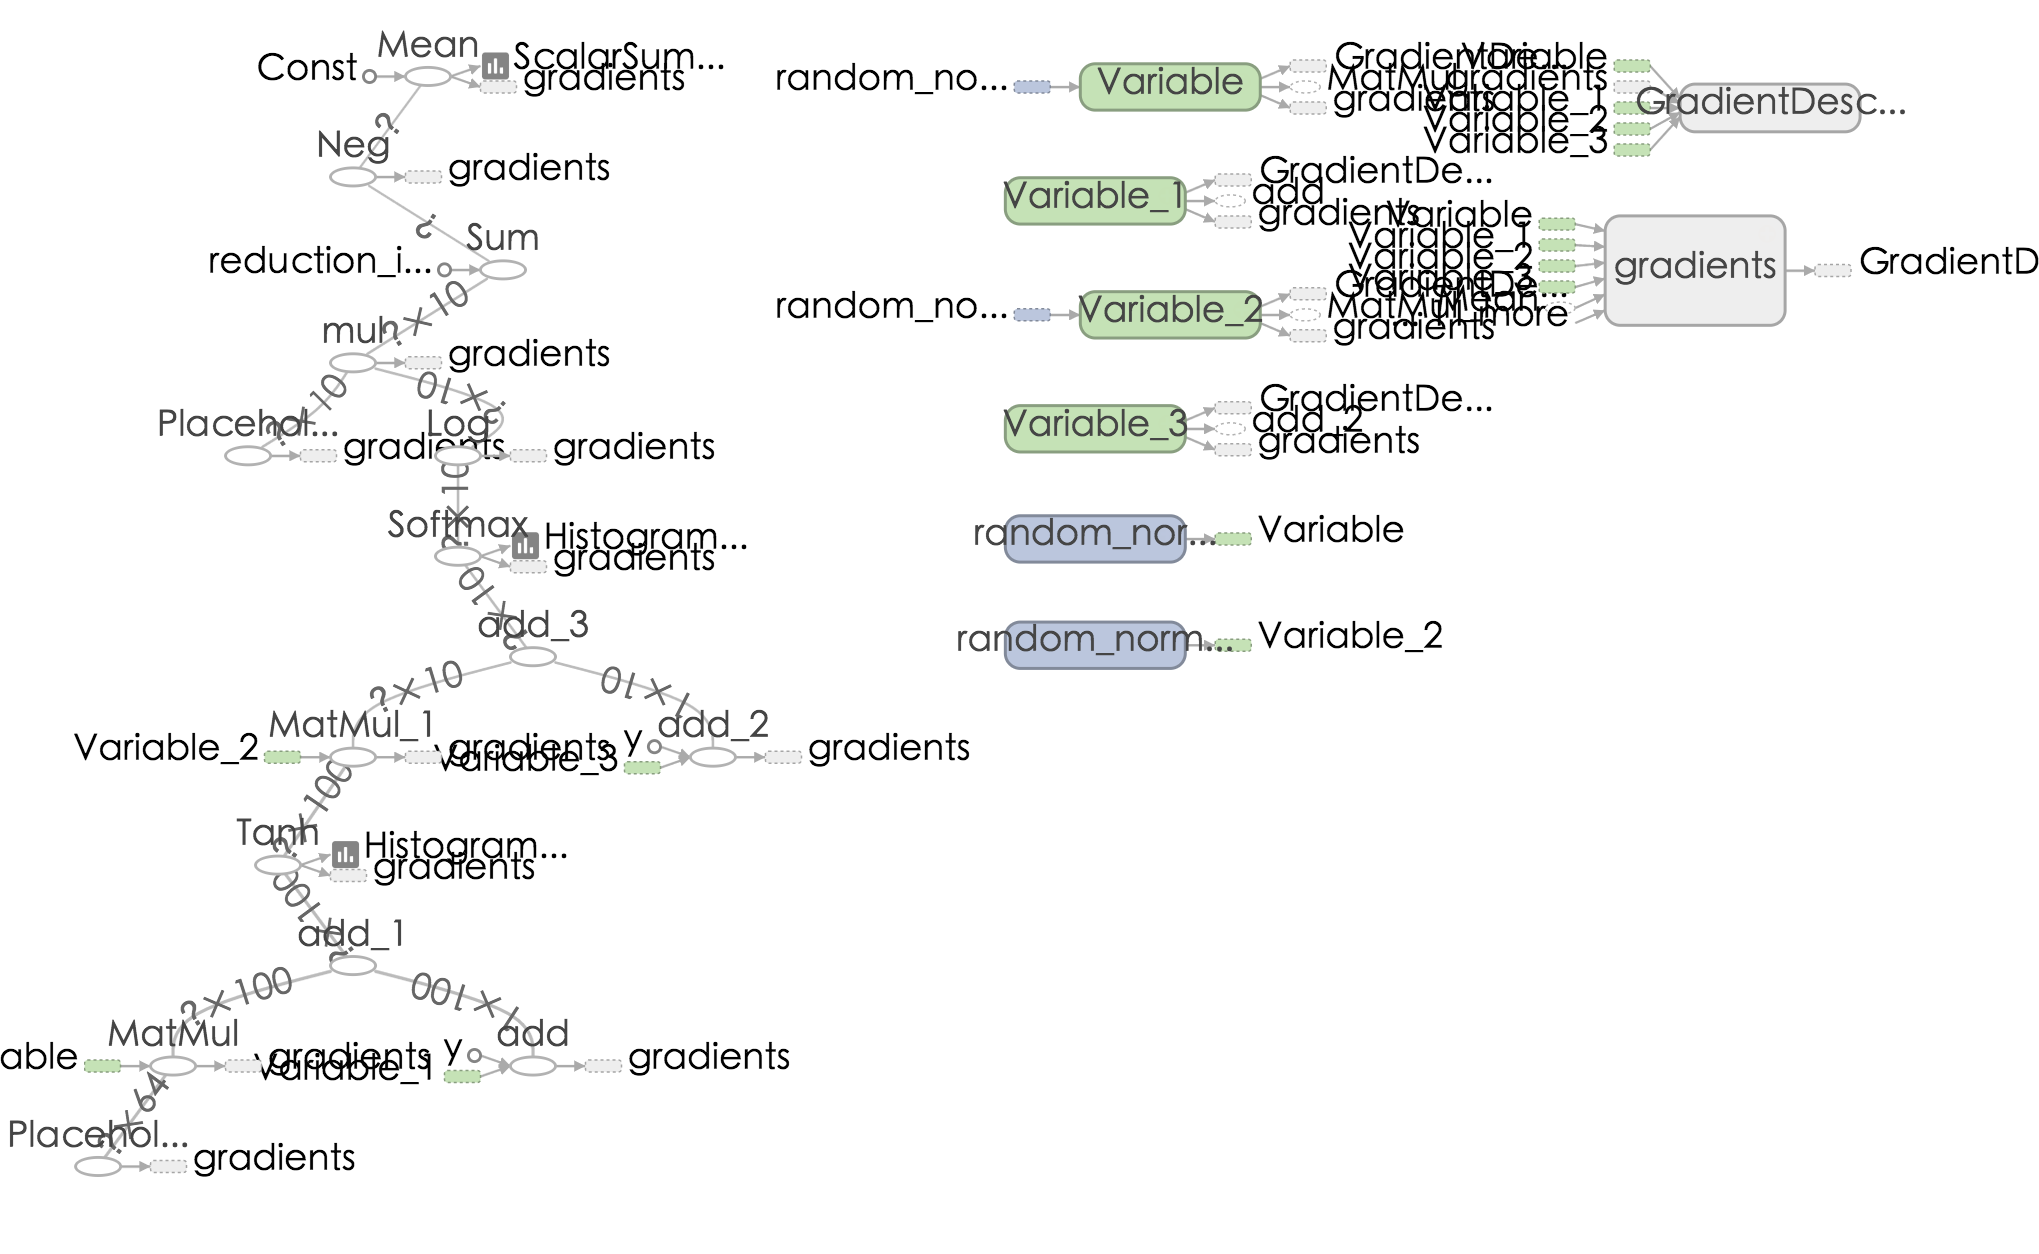 Mean
Const
ScalarSum...
gradients
?
Neg
gradients
?
Sum
reduction_i...
?×10
mul
gradients
?×10
?×10
Placehol...
gradients
Log
gradients
?×10
Softmax
Histogram...
gradients
?×10
add_3
?×10
1×10
MatMul_1
Variable_2
gradients
add_2
y
Variable_3
gradients
?×100
Tanh
Histogram...
gradients
?×100
add_1
?×100
1×100
MatMul
able
gradients
add
y
Variable_1
gradients
?×64
Placehol...
gradients
random_no...
Variable
GradientDe...
MatMul
gradients
Variable_1
GradientDe...
add
gradients
random_no...
Variable_2
GradientDe...
MatMul_1
gradients
Variable_3
GradientDe...
add_2
gradients
random_nor...
Variable
random_norm...
Variable_2
Variable
gradients
Variable_1
Variable_2
Variable_3
GradientDesc...
Variable
Variable_1
Variable_2
Variable_3
Mean
more
gradients
GradientD